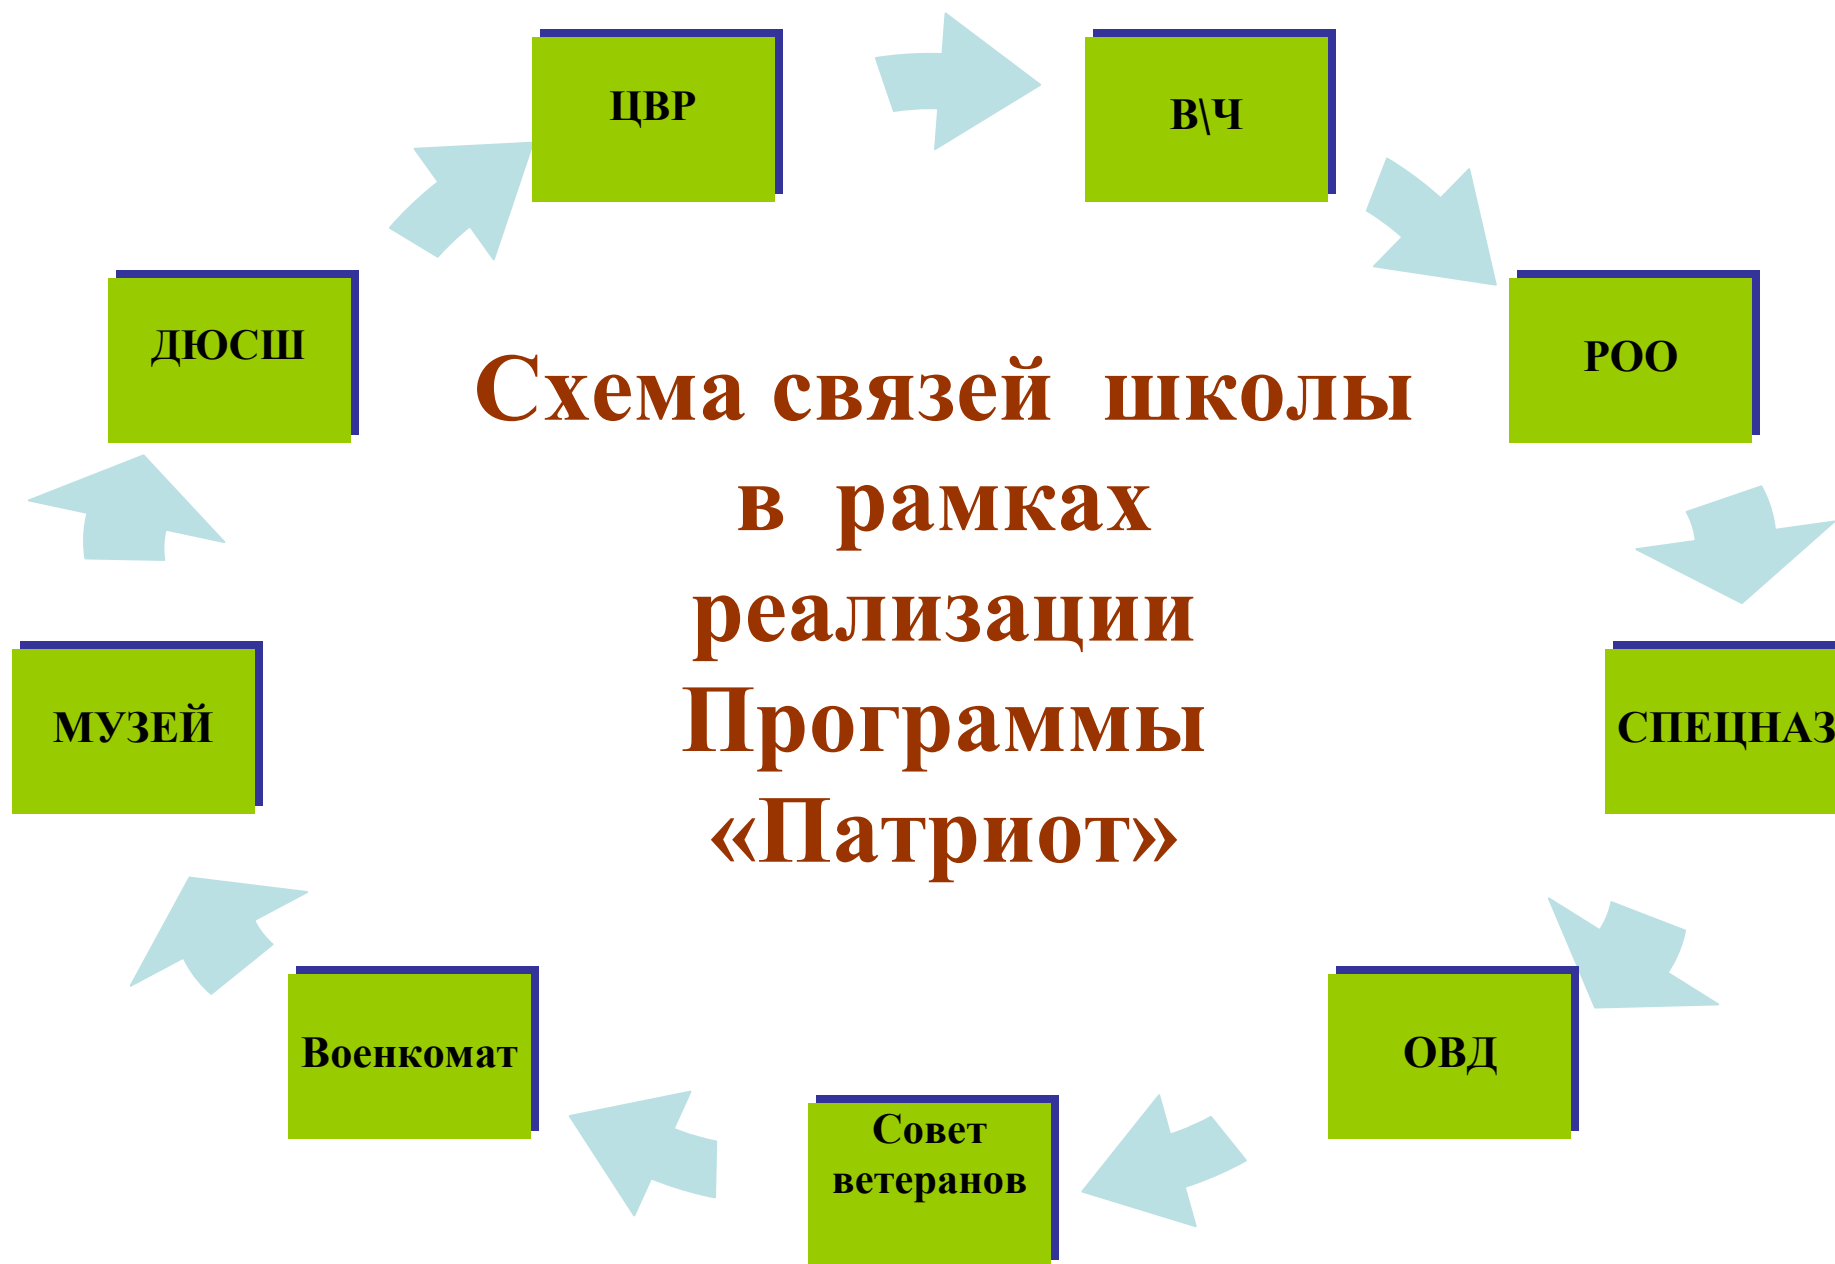 ЦВР
В\Ч
ДЮСШ
РОО
Схема связей школы
в рамках
реализации
Программы
«Патриот»
МУЗЕЙ
СПЕЦНАЗ
Военкомат
ОВД
Совет
ветеранов